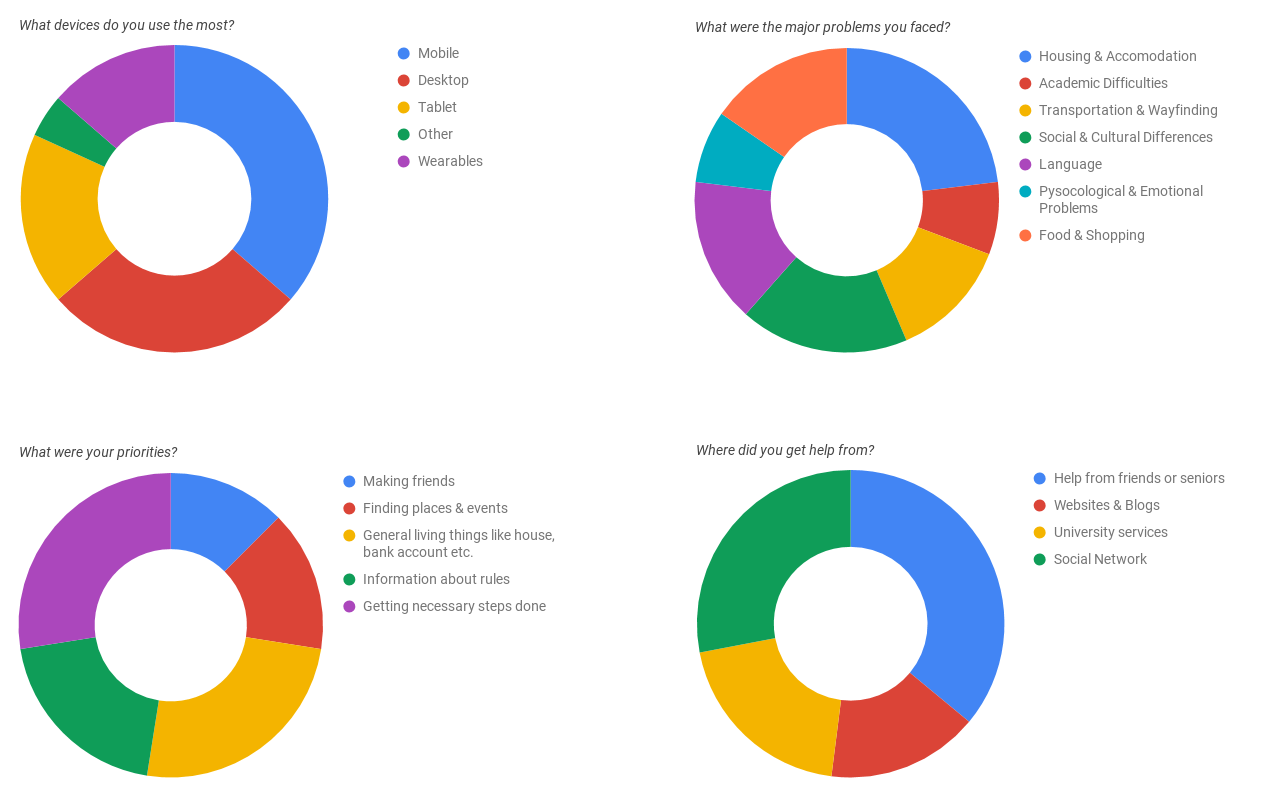 What devices do you use the most?
Mobile
Desktop
Tablet
Other
Wearables
What were the major problems you faced?
Housing & Accomodation
Academic Difficulties
Transportation & Wayfinding
Social & Cultural Differences
Language
Pysocological & Emotional
Problems
Food & Shopping
What were your priorities?
Making friends
Finding places & events
General living things like house,
bank account etc.
Information about rules
Getting necessary steps done
Where did you get help from?
Help from friends or seniors
Websites & Blogs
University services
Social Network